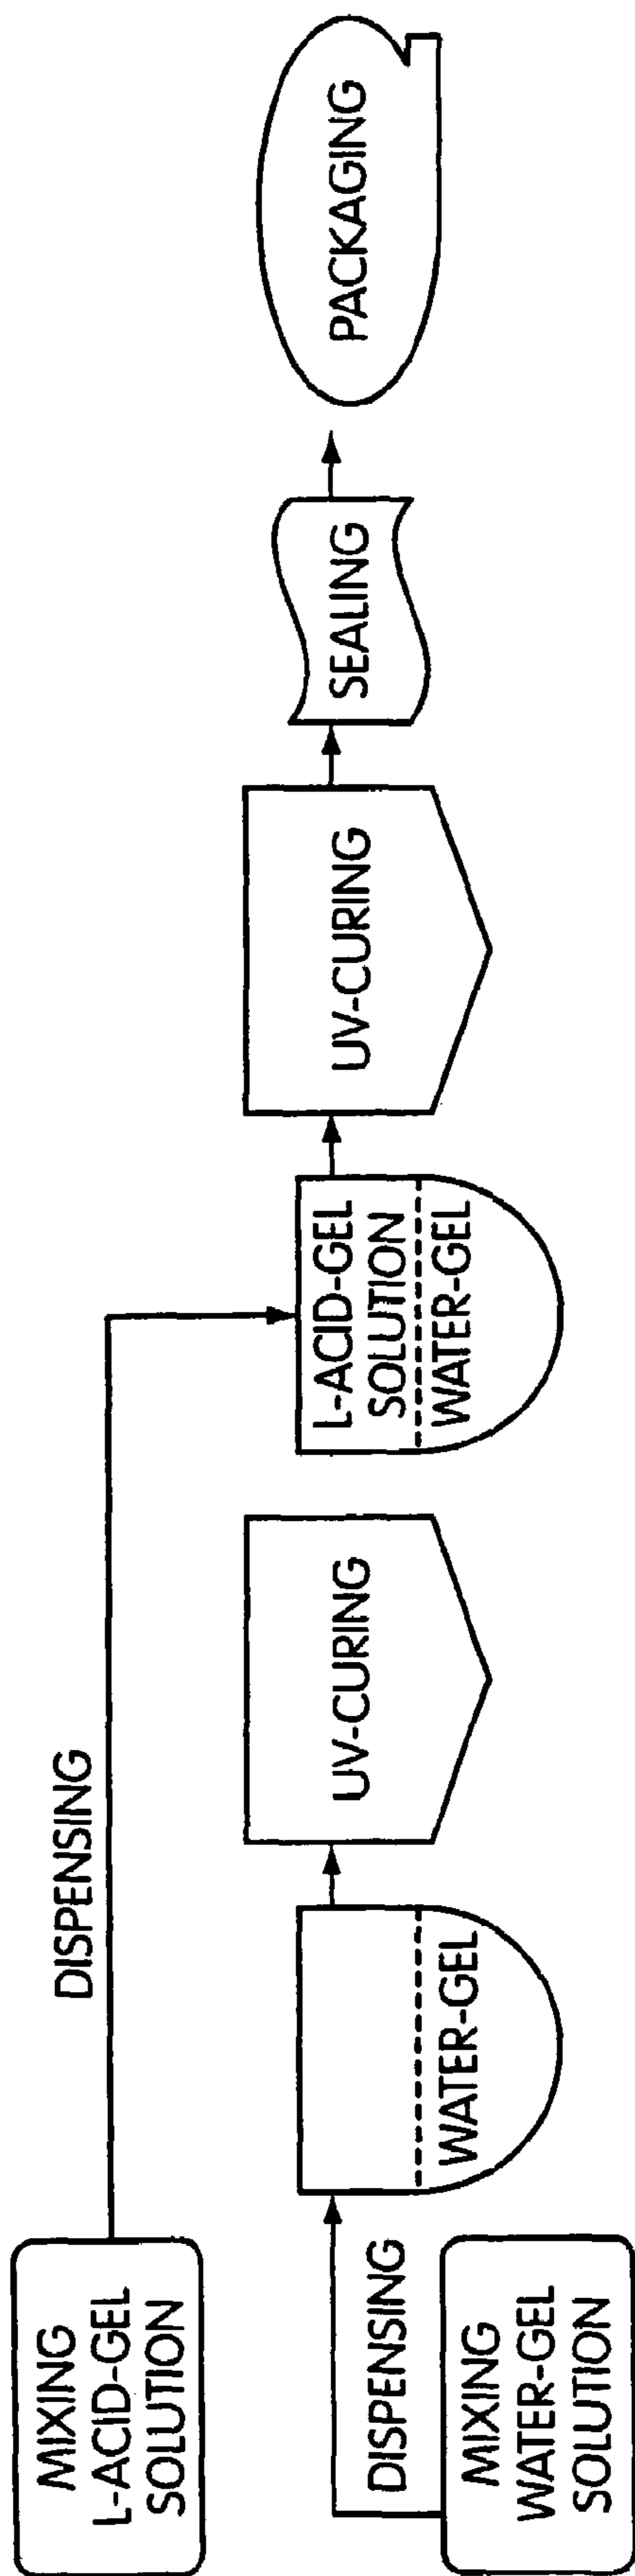 MIXING
L-ACID-GEL
SOLUTION
DISPENSING
MIXING
WATER-GEL
SOLUTION
DISPENSING
WATER-GEL
UV-CURING
L-ACID-GEL
SOLUTION
WATER-GEL
UV-CURING
SEALING
PACKAGING